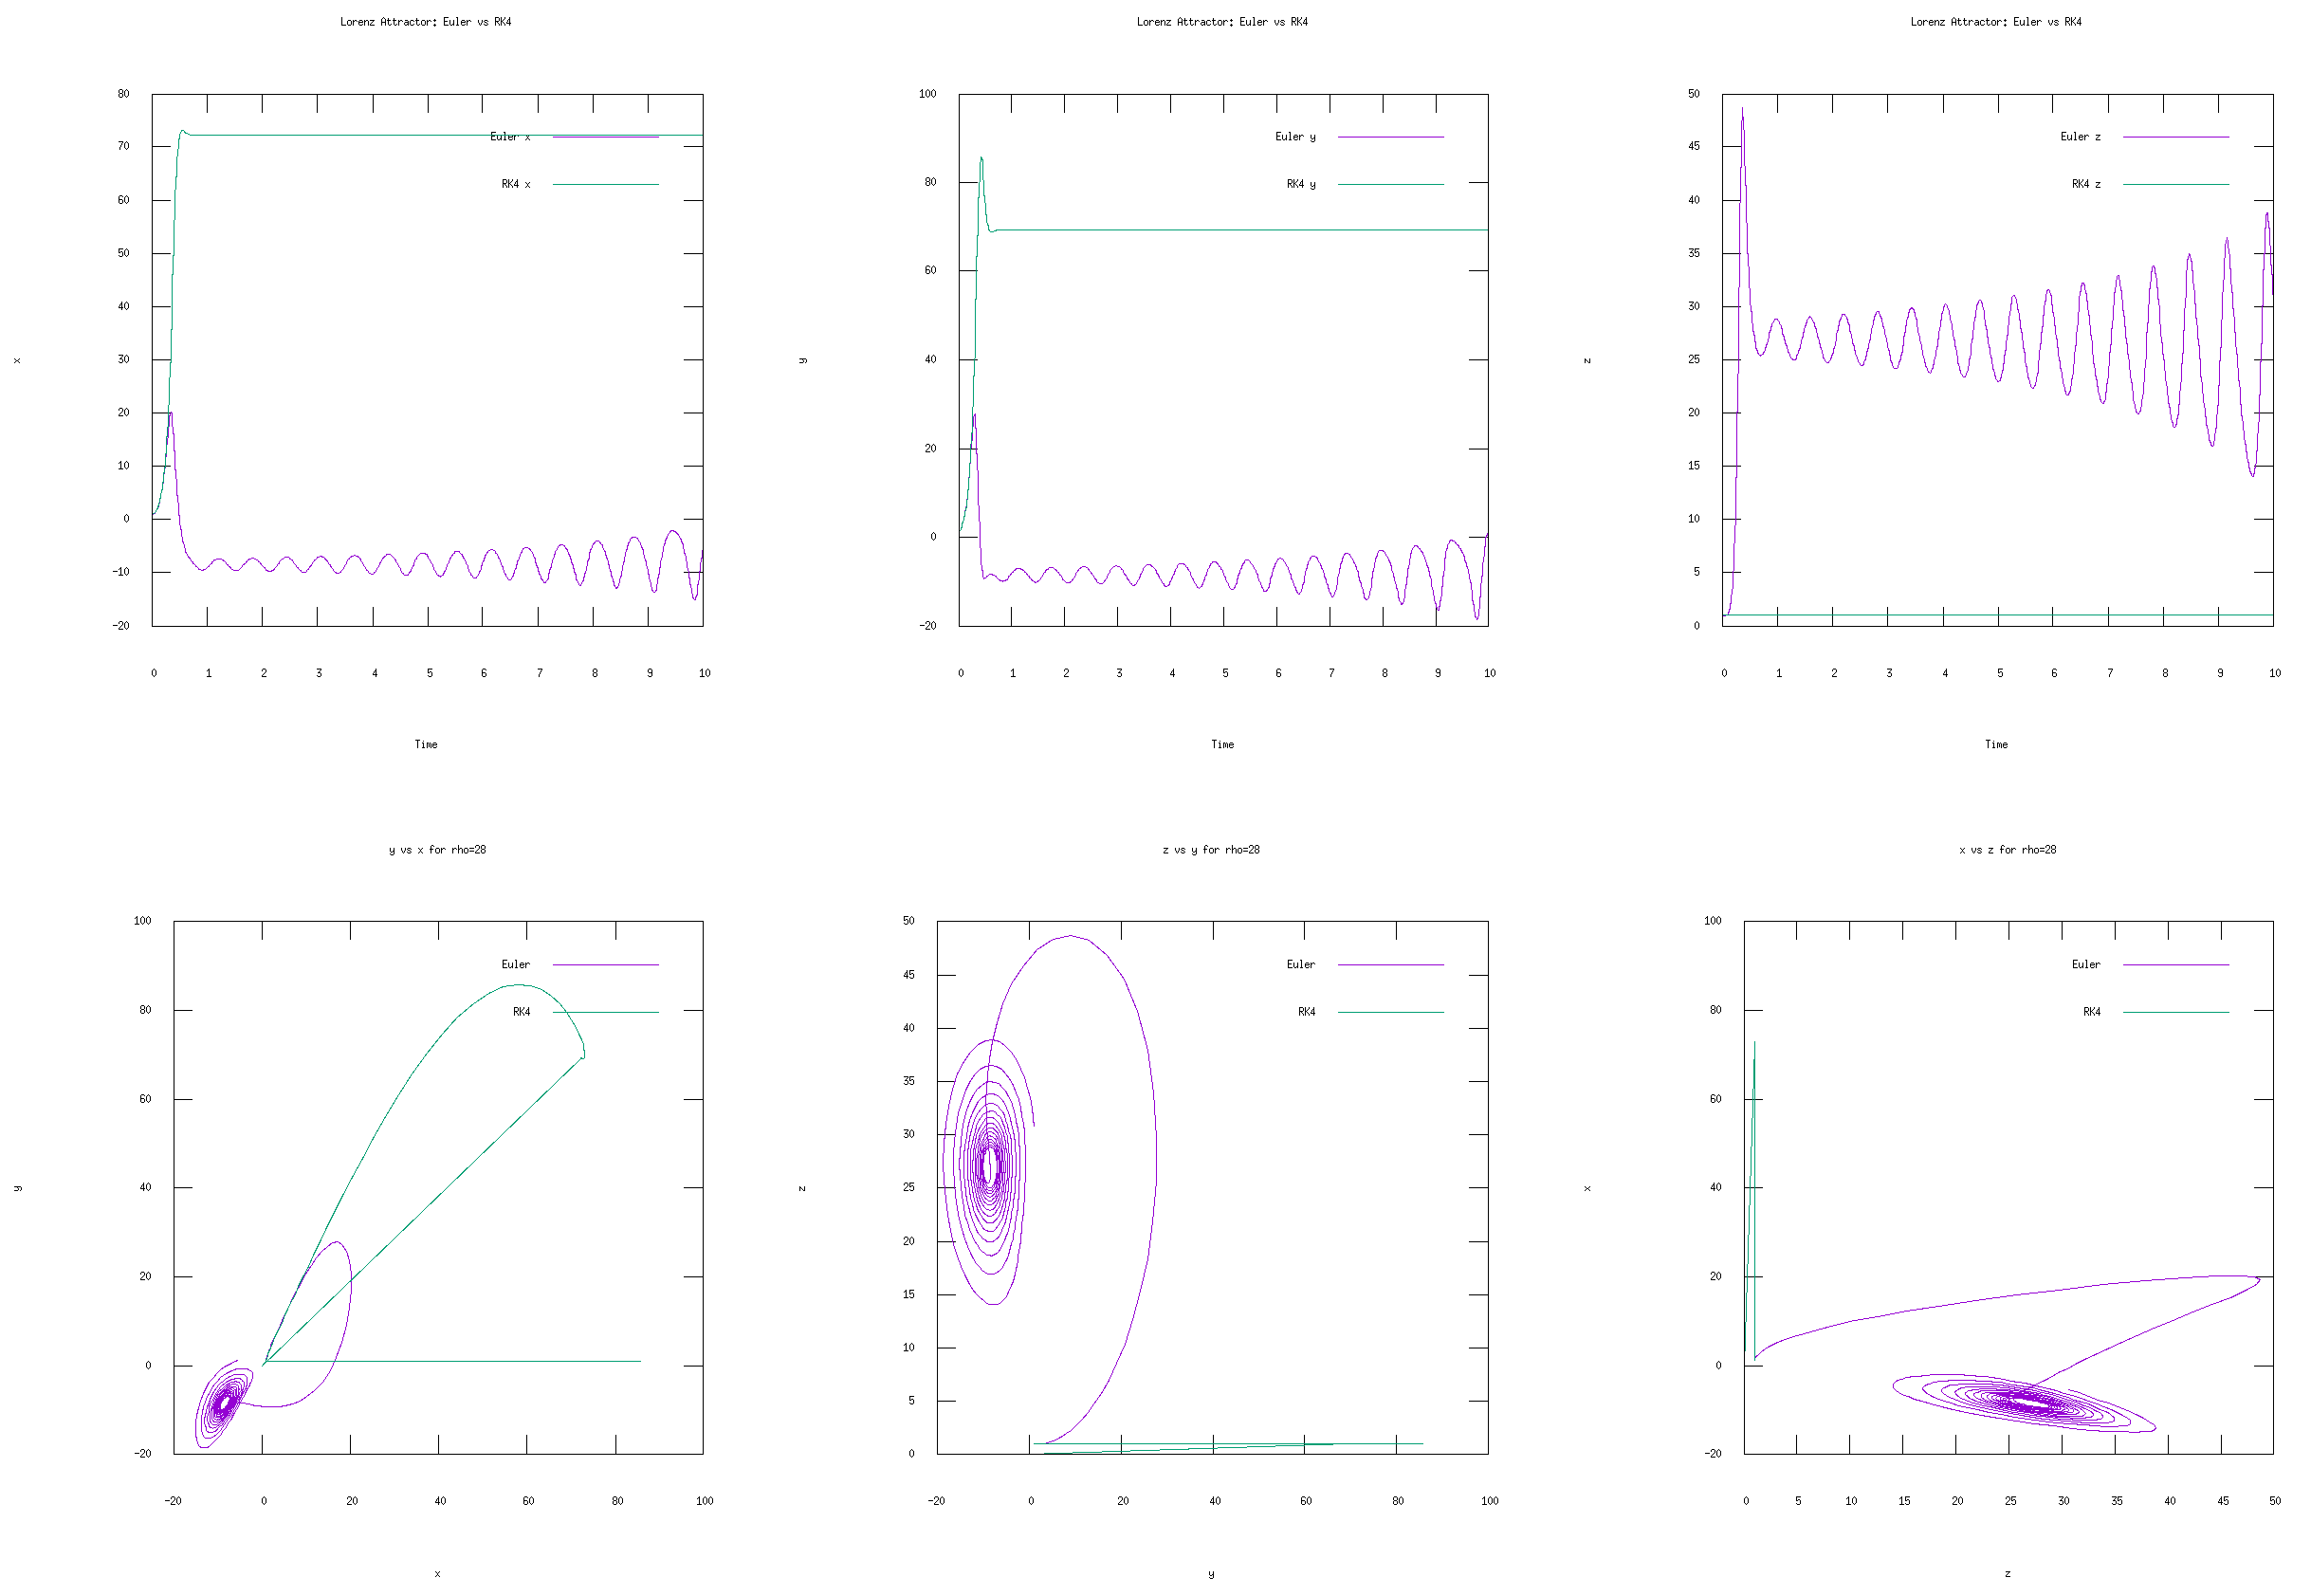 Lorenz Attractor: Euler vs RK4
80
70
60
50
40
30
20
10
0
-10
-20
x
Euler x
RK4 x
0 1 2 3 4 5 6 7 8 9 10
Time
Lorenz Attractor: Euler vs RK4
100
80
60
40
20
0
-20
y
Euler y
RK4 y
0 1 2 3 4 5 6 7 8 9 10
Time
Lorenz Attractor: Euler vs RK4
50
45
40
35
30
25
20
15
10
5
0
z
Euler z
RK4 z
0 1 2 3 4 5 6 7 8 9 10
Time
y vs x for rho=28
100
80
60
40
20
0
-20
y
Euler
RK4
-20 0 20 40 60 80 100
x
z vs y for rho=28
50
45
40
35
30
25
20
15
10
5
0
z
Euler
RK4
-20 0 20 40 60 80 100
y
x vs z for rho=28
100
80
60
40
20
0
-20
x
Euler
RK4
0 5 10 15 20 25 30 35 40 45 50
z